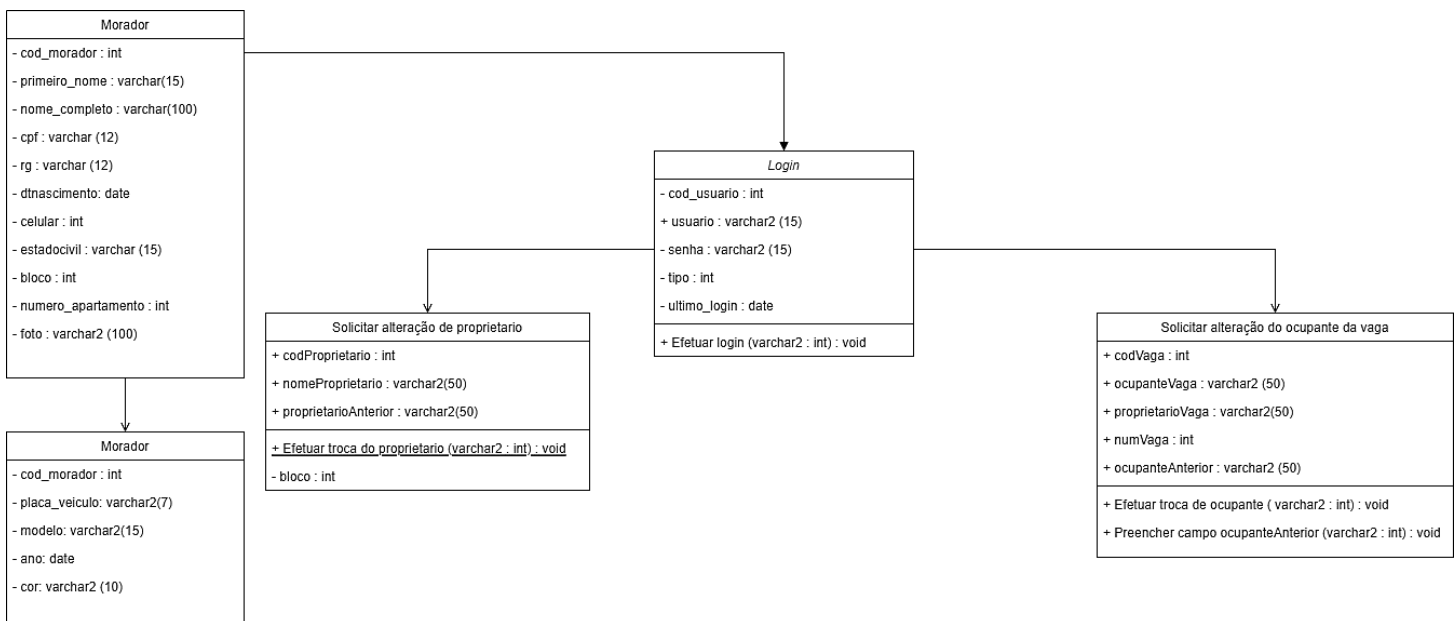 Morador
- cod_morador : int
- primeiro_nome : varchar(15)
- nome_completo : varchar(100)
- cpf : varchar (12)
- rg : varchar (12)
- dtnascimento: date
- celular : int
- estadocivil : varchar (15)
- bloco : int
- numero_apartamento : int
- foto : varchar2 (100)
Login
- cod_usuario : int
+ usuario : varchar2 (15)
- senha : varchar2 (15)
- tipo : int
- ultimo_login : date
+ Efetuar login (varchar2 : int) : void
Solicitar alteração de proprietario
+ codProprietario : int
+ nomeProprietario : varchar2(50)
+ proprietarioAnterior : varchar2(50)
+ Efetuar troca do proprietario (varchar2 : int) : void
- bloco : int
Solicitar alteração do ocupante da vaga
+ codVaga : int
+ ocupanteVaga : varchar2 (50)
+ proprietarioVaga : varchar2(50)
+ numVaga : int
+ ocupanteAnterior : varchar2 (50)
+ Efetuar troca de ocupante ( varchar2 : int) : void
+ Preencher campo ocupanteAnterior (varchar2 : int) : void
Morador
- cod_morador : int
- placa_veiculo: varchar2(7)
- modelo: varchar2(15)
- ano: date
- cor: varchar2 (10)